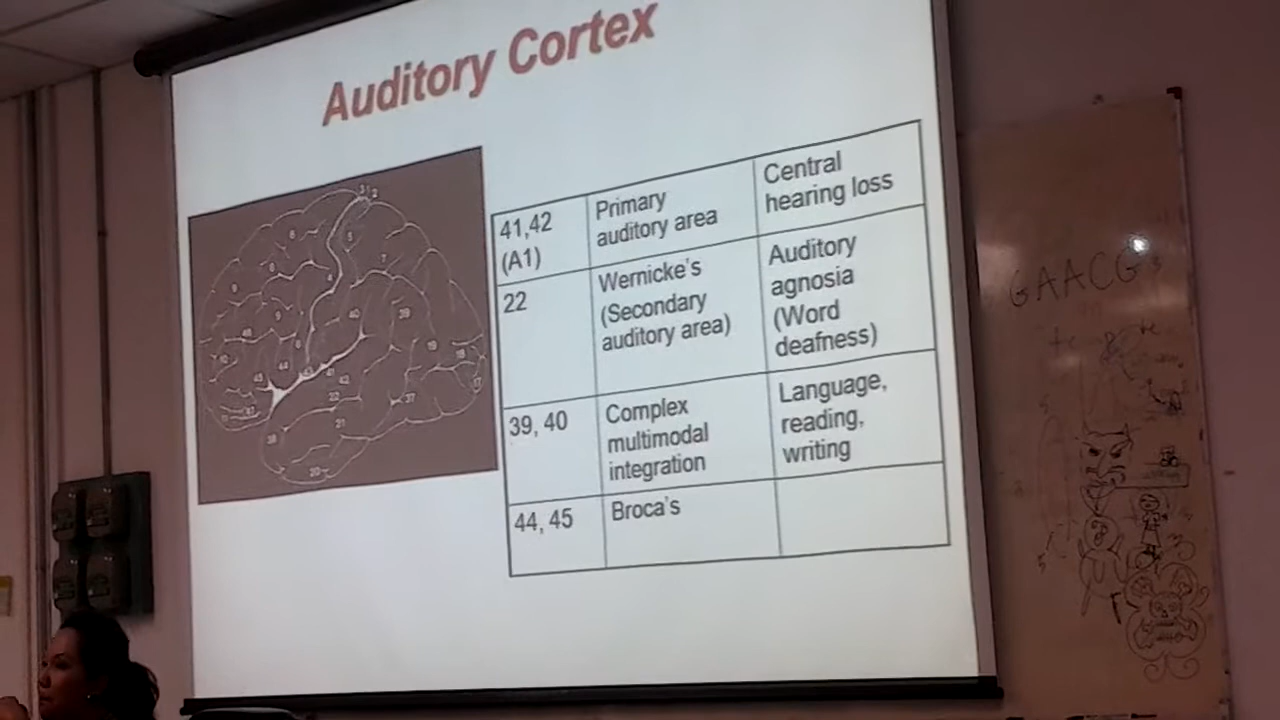 Auditory Cortex
41,42
(A1)
Primary
auditory area
Central
hearing loss
22
Wernicke's
(Secondary
auditory area)
Auditory
agnosia
(Word
deafness)
39, 40
Complex
multimodal
integration
Language,
reading,
writing
44, 45
Broca's
GAACG